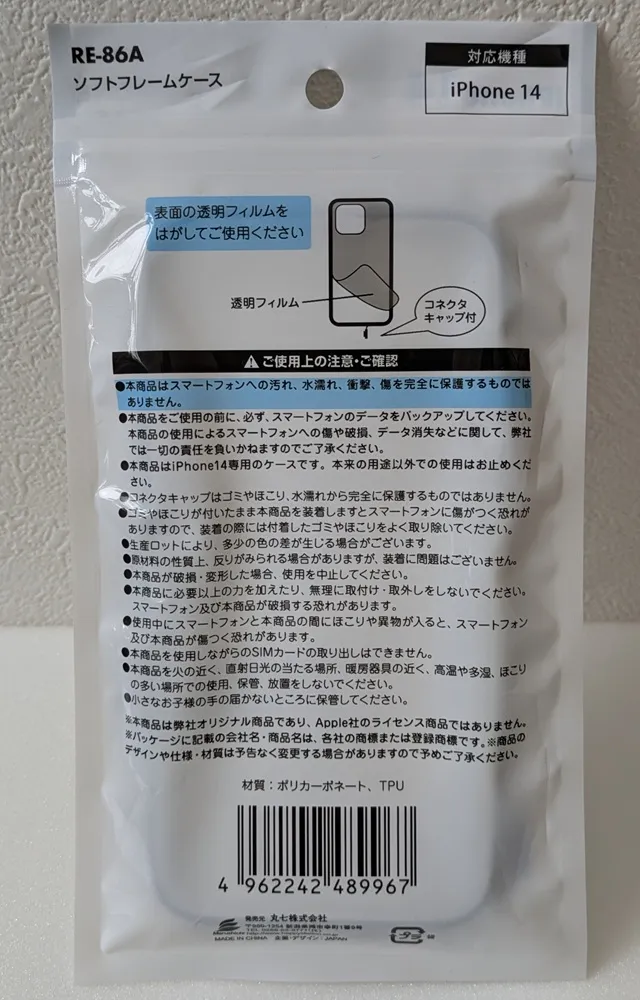 RE-86A
ソフトフレームケース
対応機種
iPhone 14
表面の透明フィルムを
はがしてご使用ください
透明フィルム
コネクタ
キャップ付
ご使用上の注意・ご確認
●本商品はスマートフォンへの汚れ、水濡れ、衝撃、傷を完全に保護するものでは
ありません。
●本商品をご使用の前に、必ず、スマートフォンのデータをバックアップしてください。
本商品の使用によるスマートフォンへの傷や破損、データ消失などに関して、弊社
では一切の責任を負いかねますのでご了承ください。
●本商品はiPhone14専用のケースです。本来の用途以外での使用はお止めくだ
さい。
●コネクタキャップはゴミやほこり、水濡れから完全に保護するものではありません。
●ゴミやほこりが付いたまま本商品を装着しますとスマートフォンに傷がつく恐れが
ありますので、装着の際には付着したゴミやほこりをよく取り除いてください。
●生産ロットにより、多少の色の差が生じる場合がございます。
●原材料の性質上、反りがみられる場合がありますが、装着に問題はございません。
●本商品が破損・変形した場合、使用を中止してください。
●本商品に必要以上の力を加えたり、無理に取付け・取外しをしないでください。
スマートフォン及び本商品が破損する恐れがあります。
●使用中にスマートフォンと本商品の間にほこりや異物が入ると、スマートフォン
及び本商品が傷つく恐れがあります。
●本商品を使用しながらのSIMカードの取り出しはできません。
●本商品を火の近く、直射日光の当たる場所、暖房器具の近く、高温や多湿、ほこり
の多い場所での使用、保管、放置をしないでください。
●小さなお子様の手の届かないところに保管してください。
※本商品は弊社オリジナル商品であり、Apple社のライセンス商品ではありません。
※パッケージに記載の会社名・商品名は、各社の商標または登録商標です。※商品の
デザインや仕様・材質は予告なく変更する場合がありますので予めご了承ください。
材質：ポリカーボネート、TPU
4 962242 489967
発売元 丸七株式会社
MADE IN CHINA 企画・デザイン：JAPAN